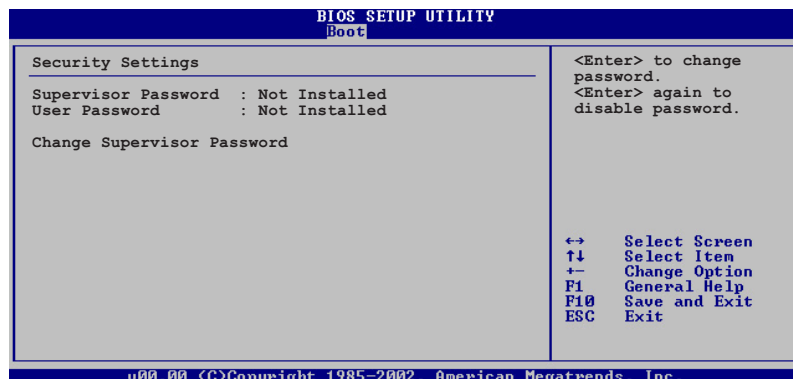 BIOS SETUP UTILITY
Boot
Security Settings
Supervisor Password : Not Installed
User Password : Not Installed
Change Supervisor Password
<Enter> to change
password.
<Enter> again to
disable password.
←→ Select Screen
↑↓ Select Item
+- Change Option
F1 General Help
F10 Save and Exit
ESC Exit
v00.00 (C)Copyright 1985-2002, American Megatrends, Inc.